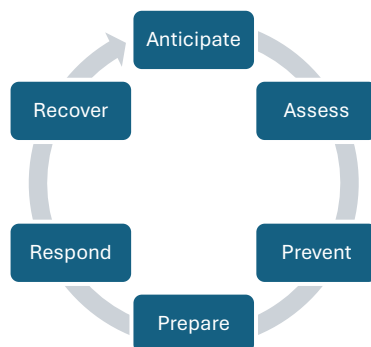 Anticipate
Assess
Prevent
Prepare
Respond
Recover